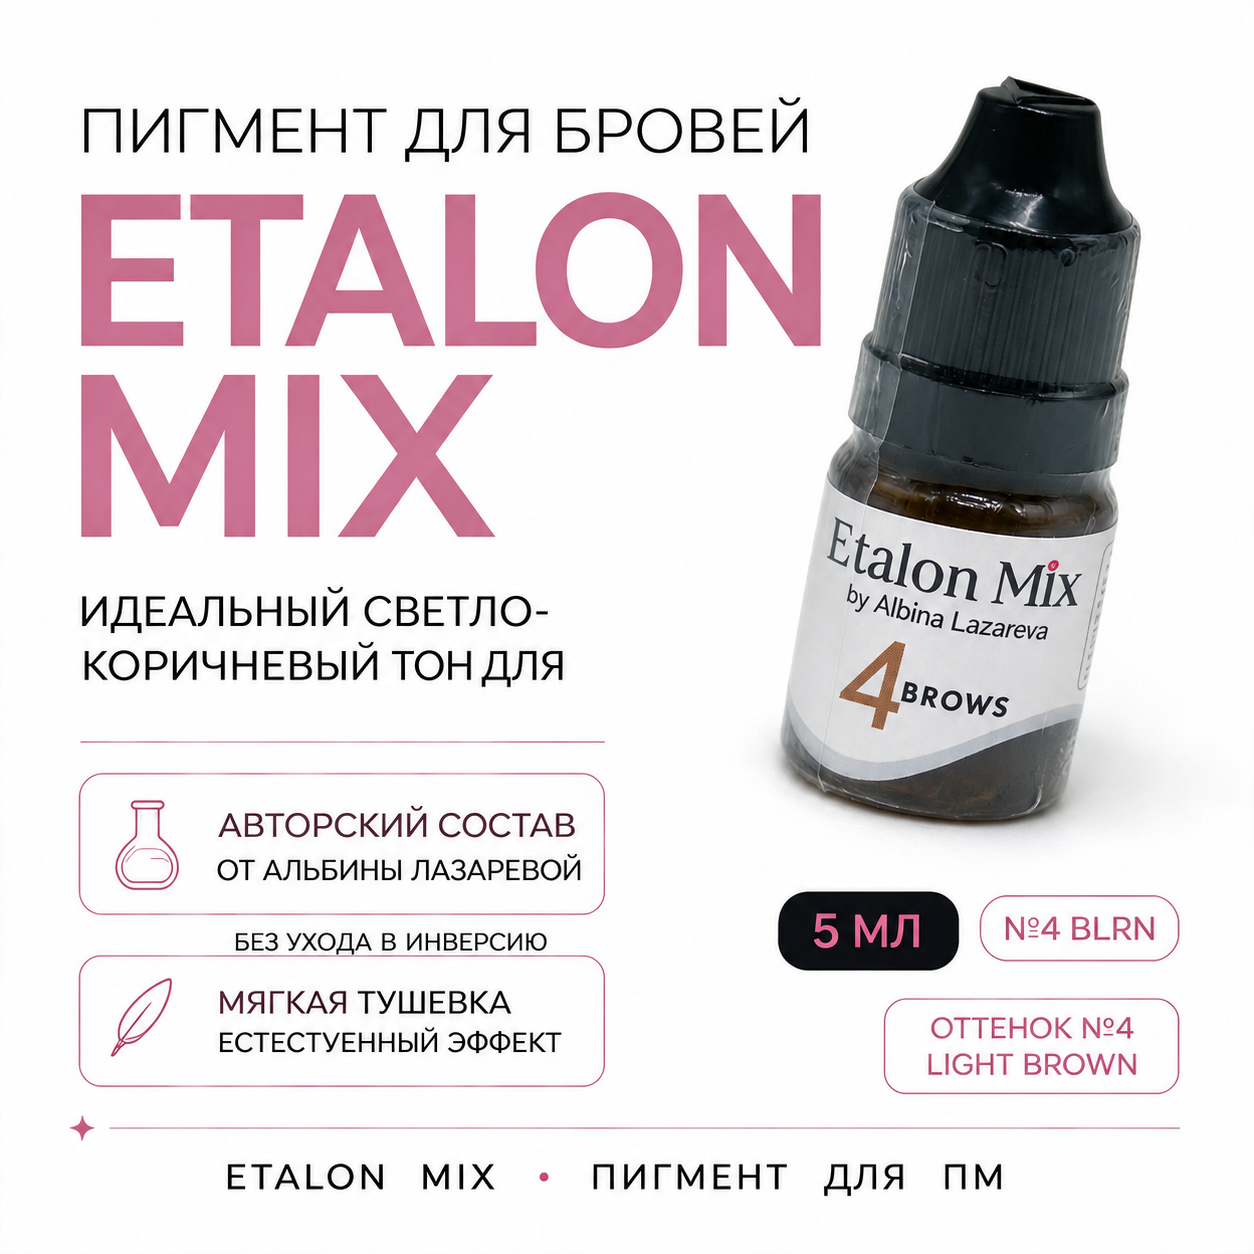 ПИГМЕНТ ДЛЯ БРОВЕЙ
ETALON
MIX
ИДЕАЛЬНЫЙ СВЕТЛО-
КОРИЧНЕВЫЙ ТОН ДЛЯ
АВТОРСКИЙ СОСТАВ
ОТ АЛЬБИНЫ ЛАЗАРЕВОЙ
БЕЗ УХОДА В ИНВЕРСИЮ
МЯГКАЯ ТУШЕВКА
ЕСТЕСТУЕННЫЙ ЭФФЕКТ
Etalon Mix
by Albina Lazareva
4 BROWS
5 МЛ
№4 BLRN
ОТТЕНОК №4
LIGHT BROWN
ETALON MIX • ПИГМЕНТ ДЛЯ ПМ